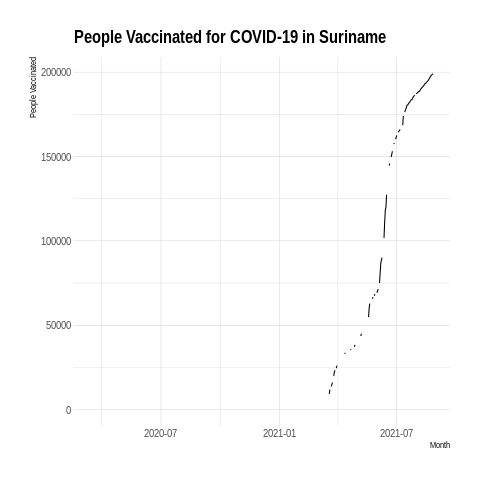 People Vaccinated for COVID-19 in Suriname
People Vaccinated
200000
150000
100000
50000
0
2020-07
2021-01
2021-07
Month